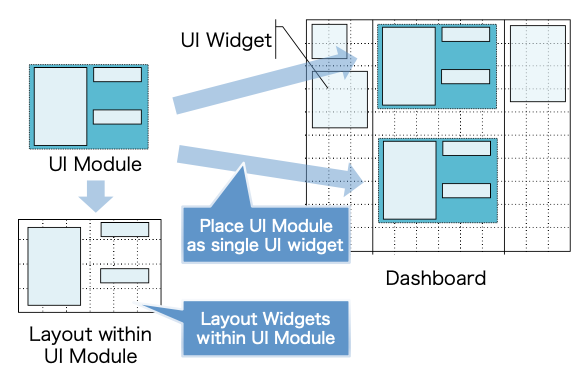 UI Widget
UI Module
Place UI Module
as single UI widget
Dashboard
Layout Widgets
within UI Module
Layout within
UI Module